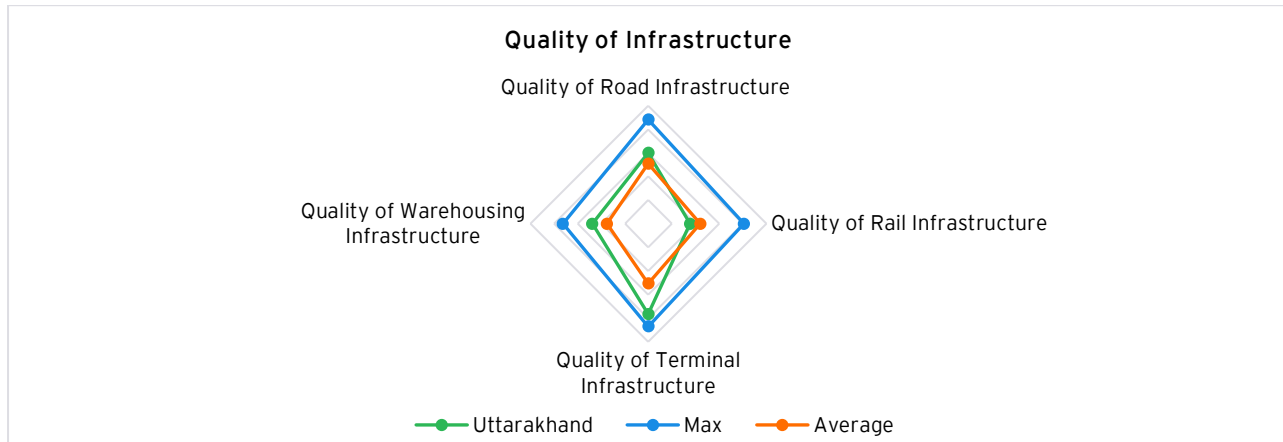 Quality of Infrastructure
Quality of Road Infrastructure
Quality of Warehousing
Infrastructure
Quality of Rail Infrastructure
Quality of Terminal
Infrastructure
Uttarakhand Max Average